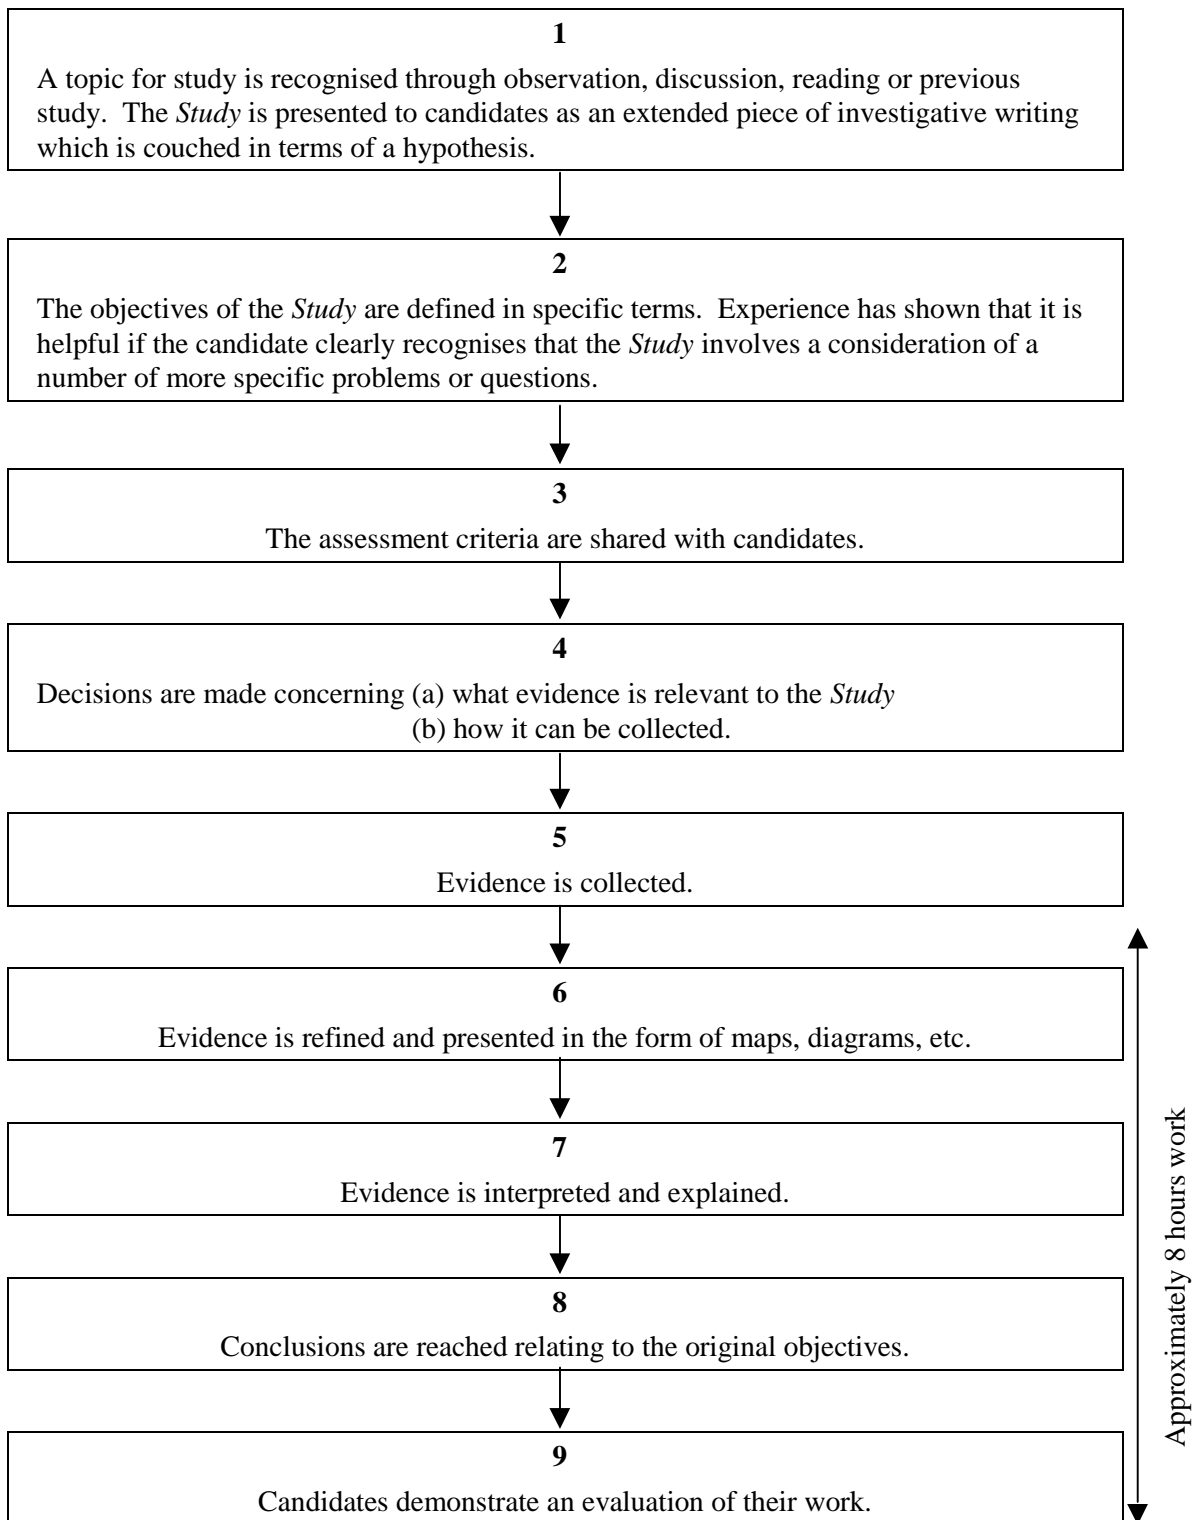 1
A topic for study is recognised through observation, discussion, reading or previous
study. The Study is presented to candidates as an extended piece of investigative writing
which is couched in terms of a hypothesis.
2
The objectives of the Study are defined in specific terms. Experience has shown that it is
helpful if the candidate clearly recognises that the Study involves a consideration of a
number of more specific problems or questions.
3
The assessment criteria are shared with candidates.
4
Decisions are made concerning (a) what evidence is relevant to the Study
(b) how it can be collected.
5
Evidence is collected.
6
Evidence is refined and presented in the form of maps, diagrams, etc.
7
Evidence is interpreted and explained.
8
Conclusions are reached relating to the original objectives.
9
Candidates demonstrate an evaluation of their work.
Approximately 8 hours work